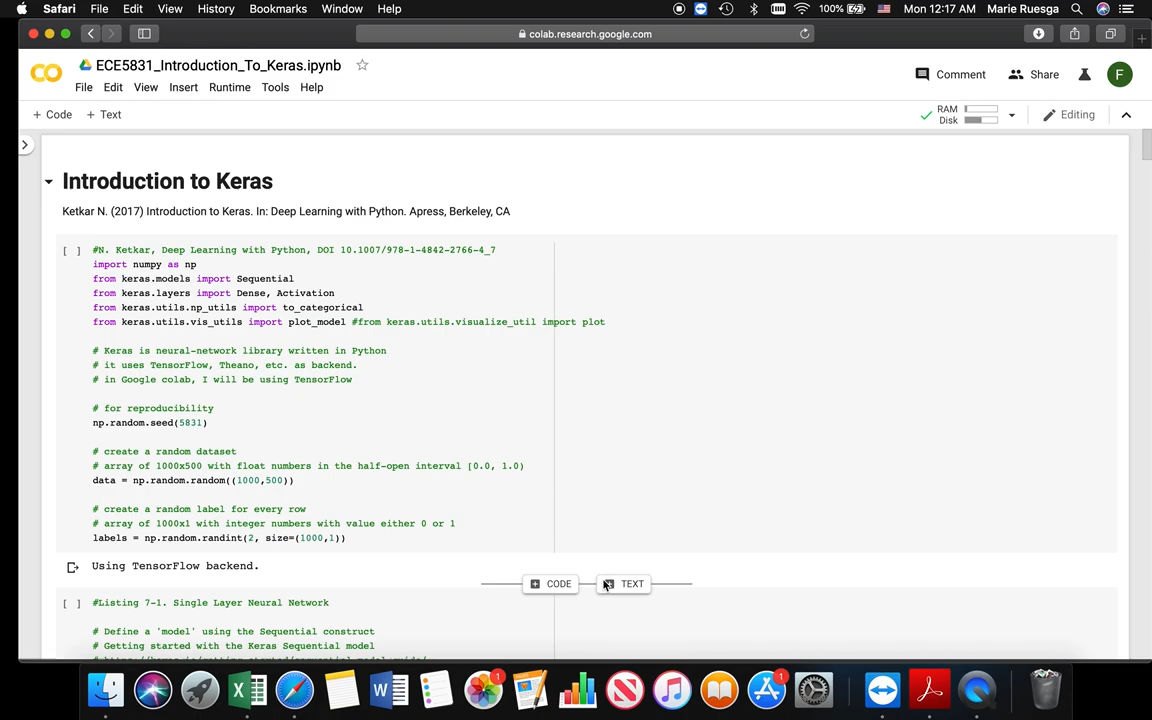 Safari File Edit View History Bookmarks Window Help 100% Mon 12:17 AM Marie Ruesga
colab.research.google.com
ECE5831_Introduction_To_Keras.ipynb
Comment Share F
File Edit View Insert Runtime Tools Help
+ Code + Text RAM Disk Editing
Introduction to Keras
Ketkar N. (2017) Introduction to Keras. In: Deep Learning with Python. Apress, Berkeley, CA
[ ] #N. Ketkar, Deep Learning with Python, DOI 10.1007/978-1-4842-2766-4_7
import numpy as np
from keras.models import Sequential
from keras.layers import Dense, Activation
from keras.utils.np_utils import to_categorical
from keras.utils.vis_utils import plot_model #from keras.utils.visualize_util import plot
# Keras is neural-network library written in Python
# it uses TensorFlow, Theano, etc. as backend.
# in Google colab, I will be using TensorFlow
# for reproducibility
np.random.seed(5831)
# create a random dataset
# array of 1000x500 with float numbers in the half-open interval [0.0, 1.0)
data = np.random.random((1000,500))
# create a random label for every row
# array of 1000x1 with integer numbers with value either 0 or 1
labels = np.random.randint(2, size=(1000,1))
Using TensorFlow backend.
CODE TEXT
[ ] #Listing 7-1. Single Layer Neural Network
# Define a 'model' using the Sequential construct
# Getting started with the Keras Sequential model
1 1